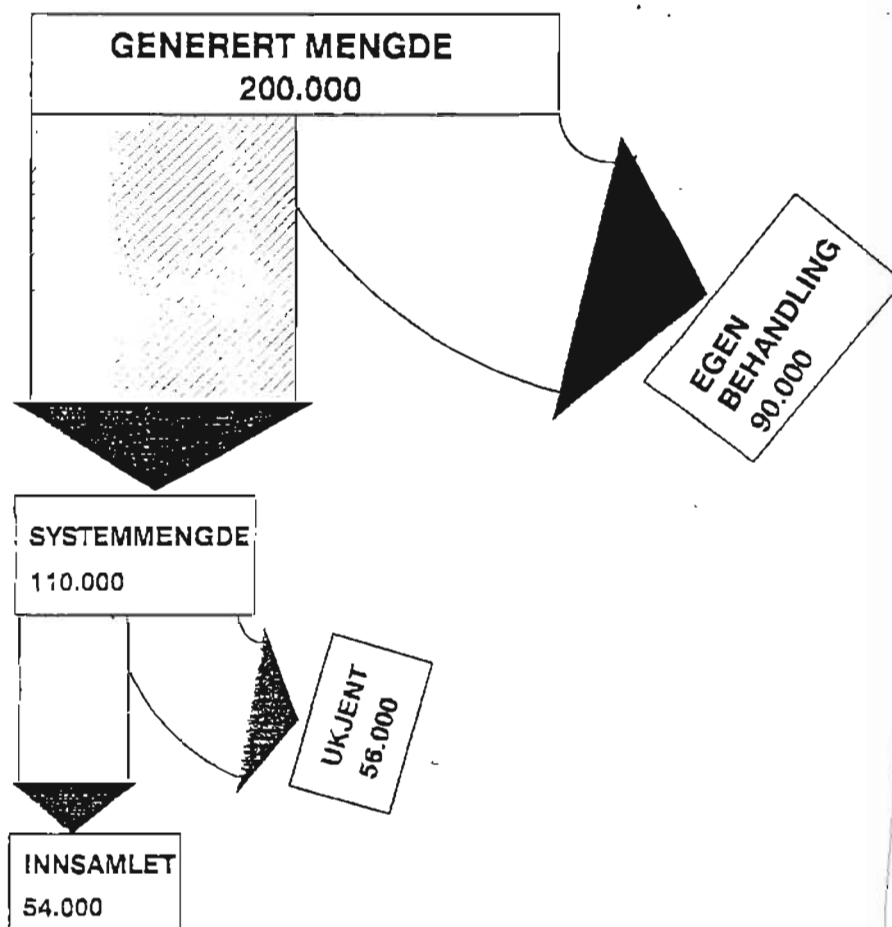 GENERERT MENGDE
200.000
EGEN
BEHANDLING
90.000
SYSTEMMENGDE
110.000
UKJENT
56.000
INNSAMLET
54.000